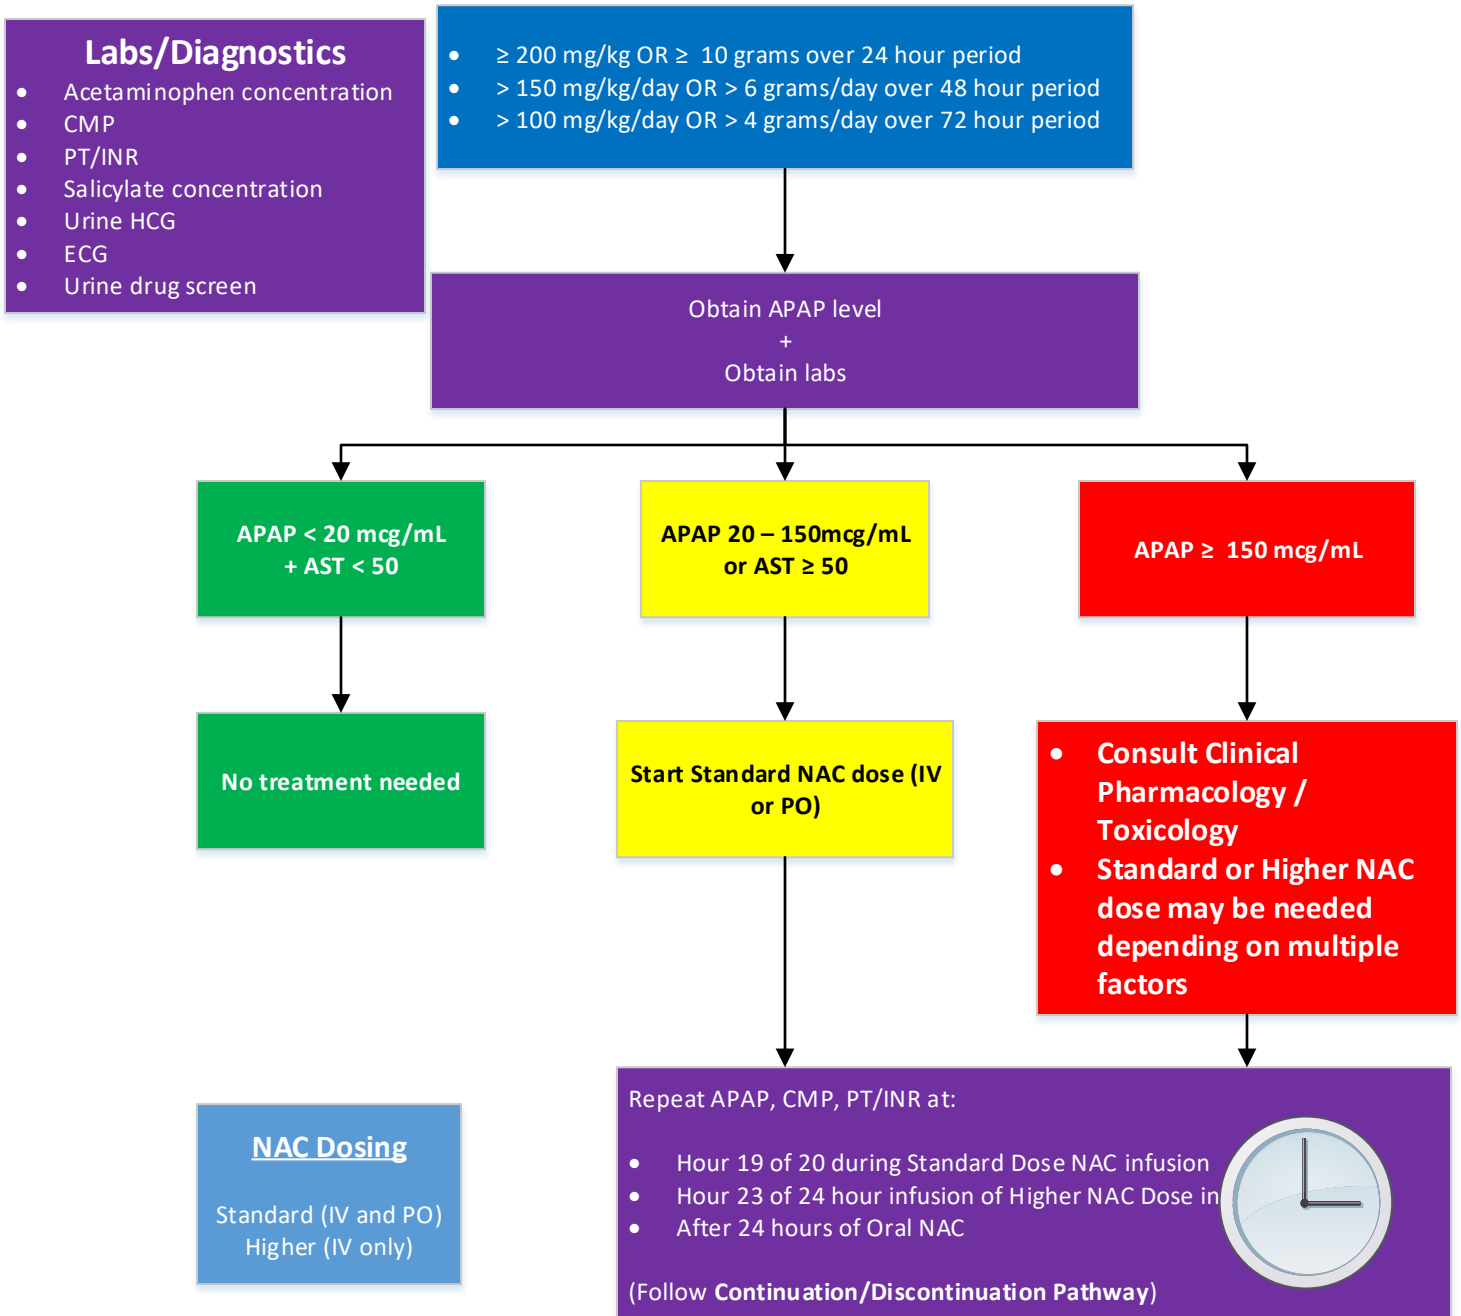 Labs/Diagnostics
• Acetaminophen concentration
• CMP
• PT/INR
• Salicylate concentration
• Urine HCG
• ECG
• Urine drug screen
• ≥ 200 mg/kg OR ≥ 10 grams over 24 hour period
• > 150 mg/kg/day OR > 6 grams/day over 48 hour period
• > 100 mg/kg/day OR > 4 grams/day over 72 hour period
Obtain APAP level
+
Obtain labs
APAP < 20 mcg/mL
+ AST < 50
APAP 20 – 150mcg/mL
or AST ≥ 50
APAP ≥ 150 mcg/mL
No treatment needed
Start Standard NAC dose (IV
or PO)
• Consult Clinical
Pharmacology /
Toxicology
• Standard or Higher NAC
dose may be needed
depending on multiple
factors
NAC Dosing
Standard (IV and PO)
Higher (IV only)
Repeat APAP, CMP, PT/INR at:
• Hour 19 of 20 during Standard Dose NAC infusion
• Hour 23 of 24 hour infusion of Higher NAC Dose in
• After 24 hours of Oral NAC
(Follow Continuation/Discontinuation Pathway)